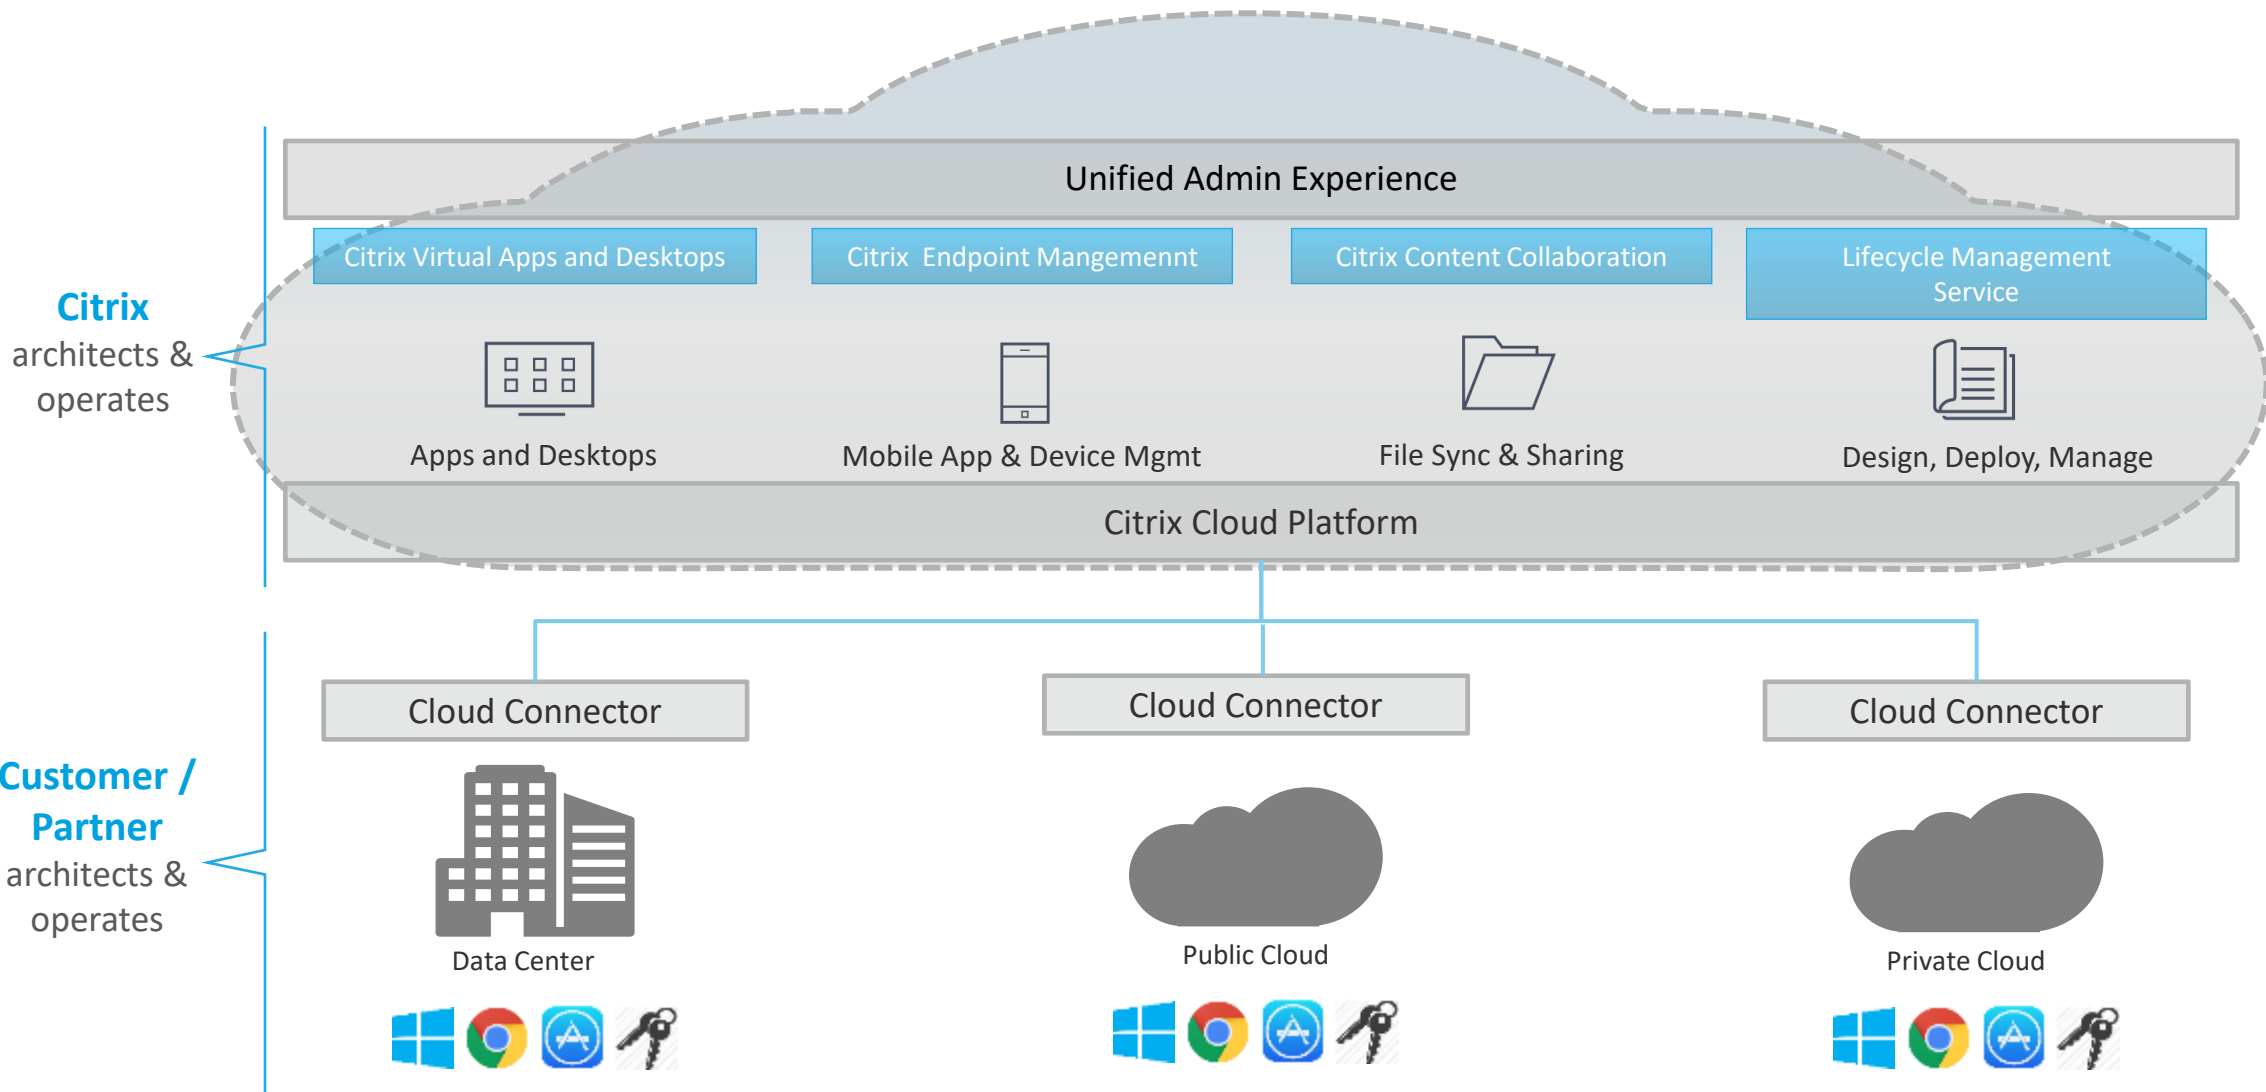 Unified Admin Experience
Citrix Virtual Apps and Desktops
Citrix  Endpoint Mangemennt
Citrix Content Collaboration
Lifecycle Management
Service
Citrix
architects &
operates
Apps and Desktops
Mobile App & Device Mgmt
File Sync & Sharing
Design, Deploy, Manage
Citrix Cloud Platform
Cloud Connector
Cloud Connector
Cloud Connector
Customer /
Partner
architects &
operates
Data Center
Public Cloud
Private Cloud